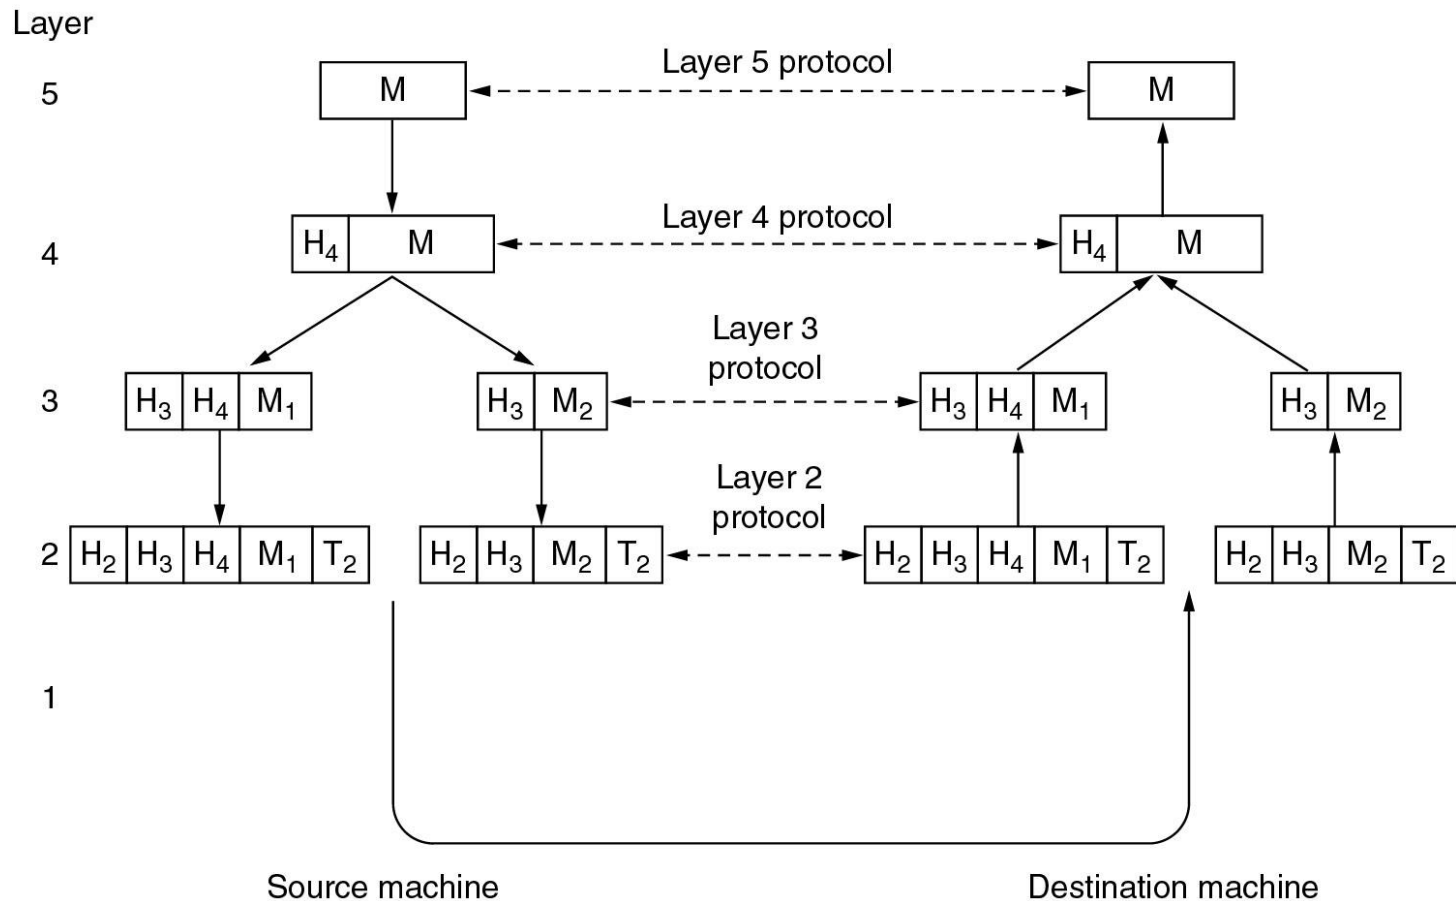 Layer
5 M Layer 5 protocol M
4 H₄ M Layer 4 protocol H₄ M
Layer 3
protocol
3 H₃ H₄ M₁ H₃ M₂ H₃ H₄ M₁ H₃ M₂
Layer 2
protocol
2 H₂ H₃ H₄ M₁ T₂ H₂ H₃ M₂ T₂ H₂ H₃ H₄ M₁ T₂ H₂ H₃ M₂ T₂
1
Source machine Destination machine